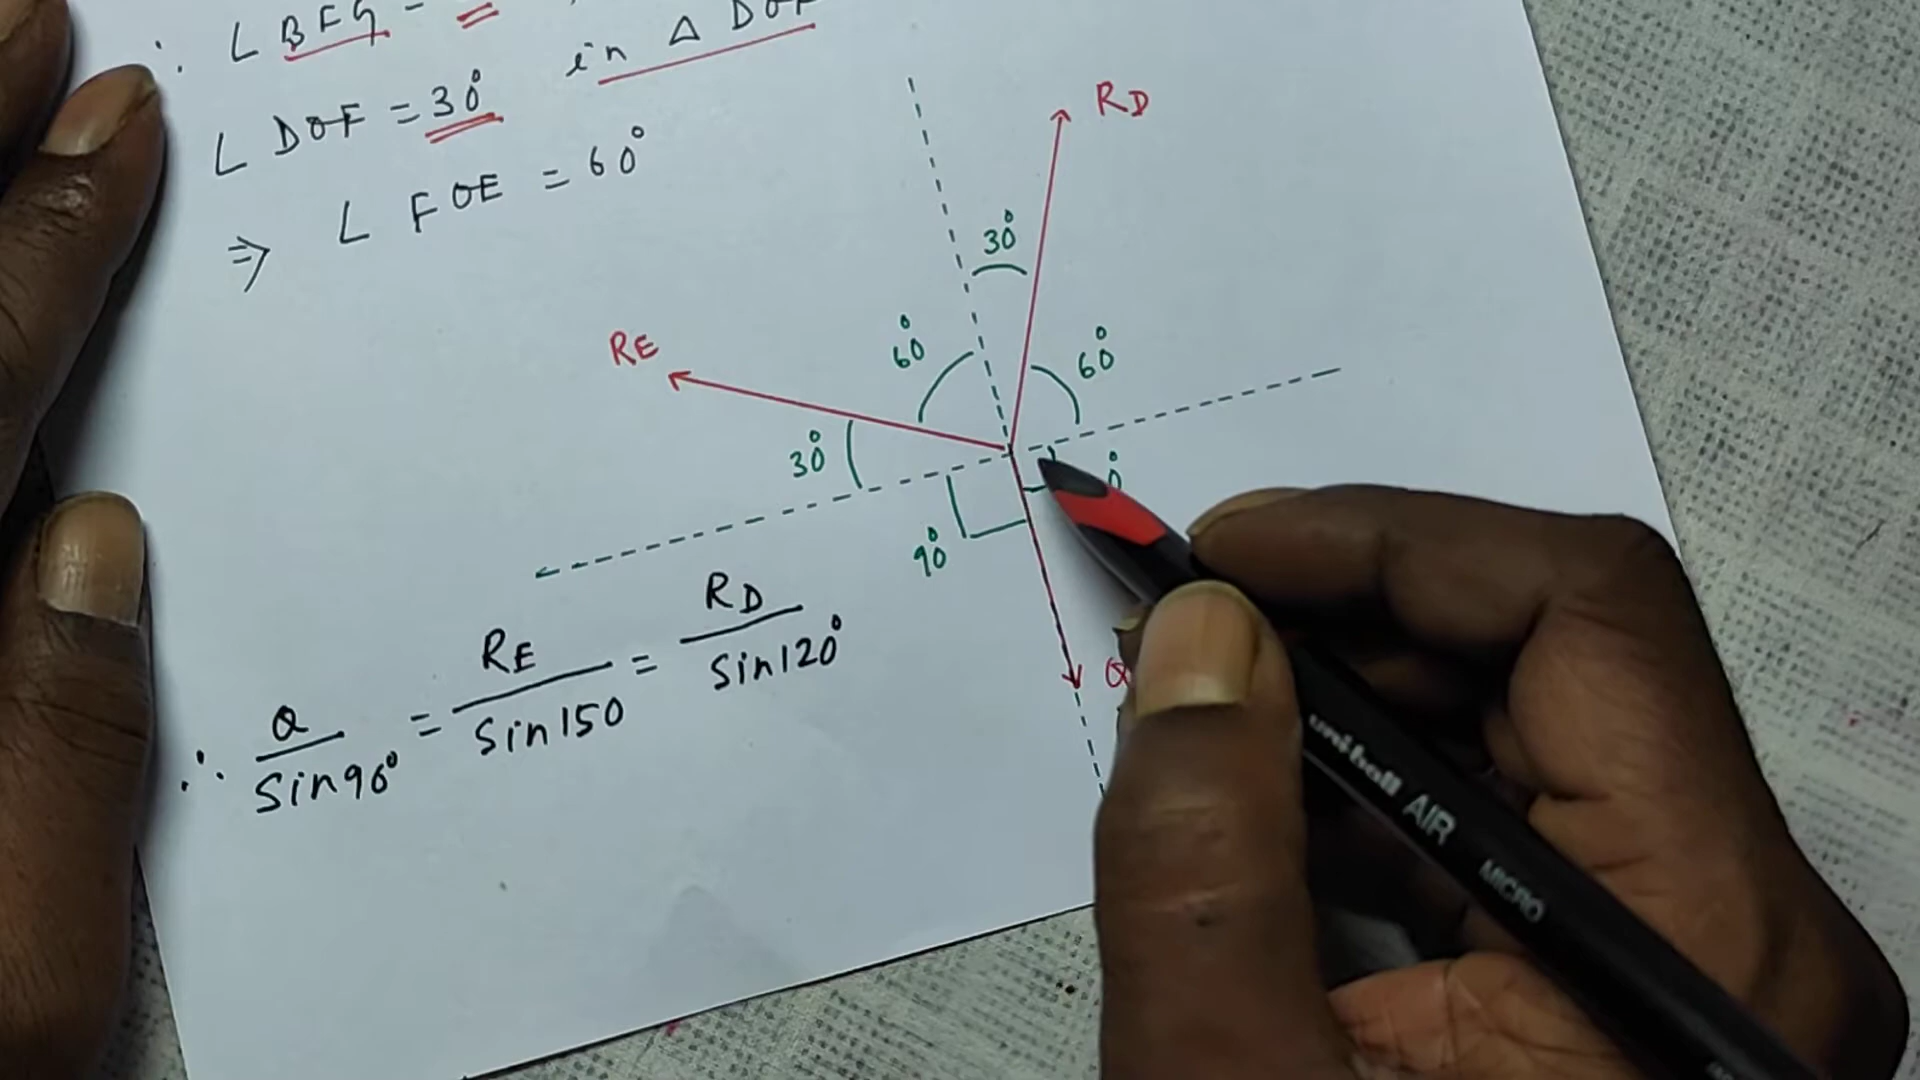 ∴ ∠ BFG =
∠ DOF = 30° in Δ DOF
⇒ ∠ FOE = 60°
RD
30°
RE
60°
60°
30°
90°
Q
∴ Q/Sin90° = RE/Sin150 = RD/Sin120°
uni-ball AIR MICRO